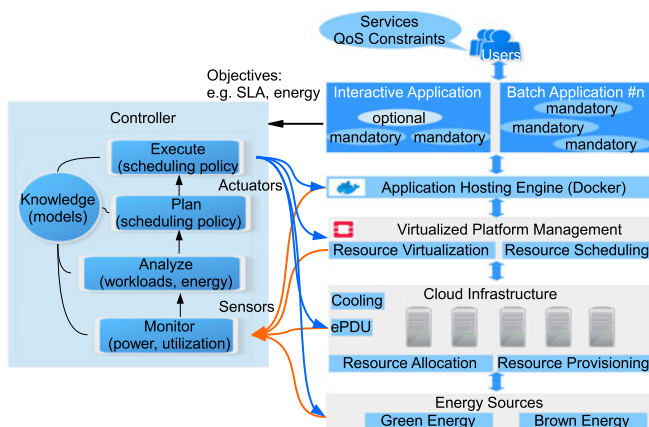 Services
QoS Constraints
Users
Objectives:
e.g. SLA, energy
Interactive Application
optional
mandatory mandatory
Batch Application #n
mandatory
mandatory
mandatory
Controller
Execute
(scheduling policy
Actuators
Knowledge
(models)
Plan
(scheduling policy)
Analyze
(workloads, energy)
Sensors
Monitor
(power, utilization)
Application Hosting Engine (Docker)
Virtualized Platform Management
Resource Virtualization Resource Scheduling
Cloud Infrastructure
Cooling
ePDU
Resource Allocation Resource Provisioning
Energy Sources
Green Energy Brown Energy